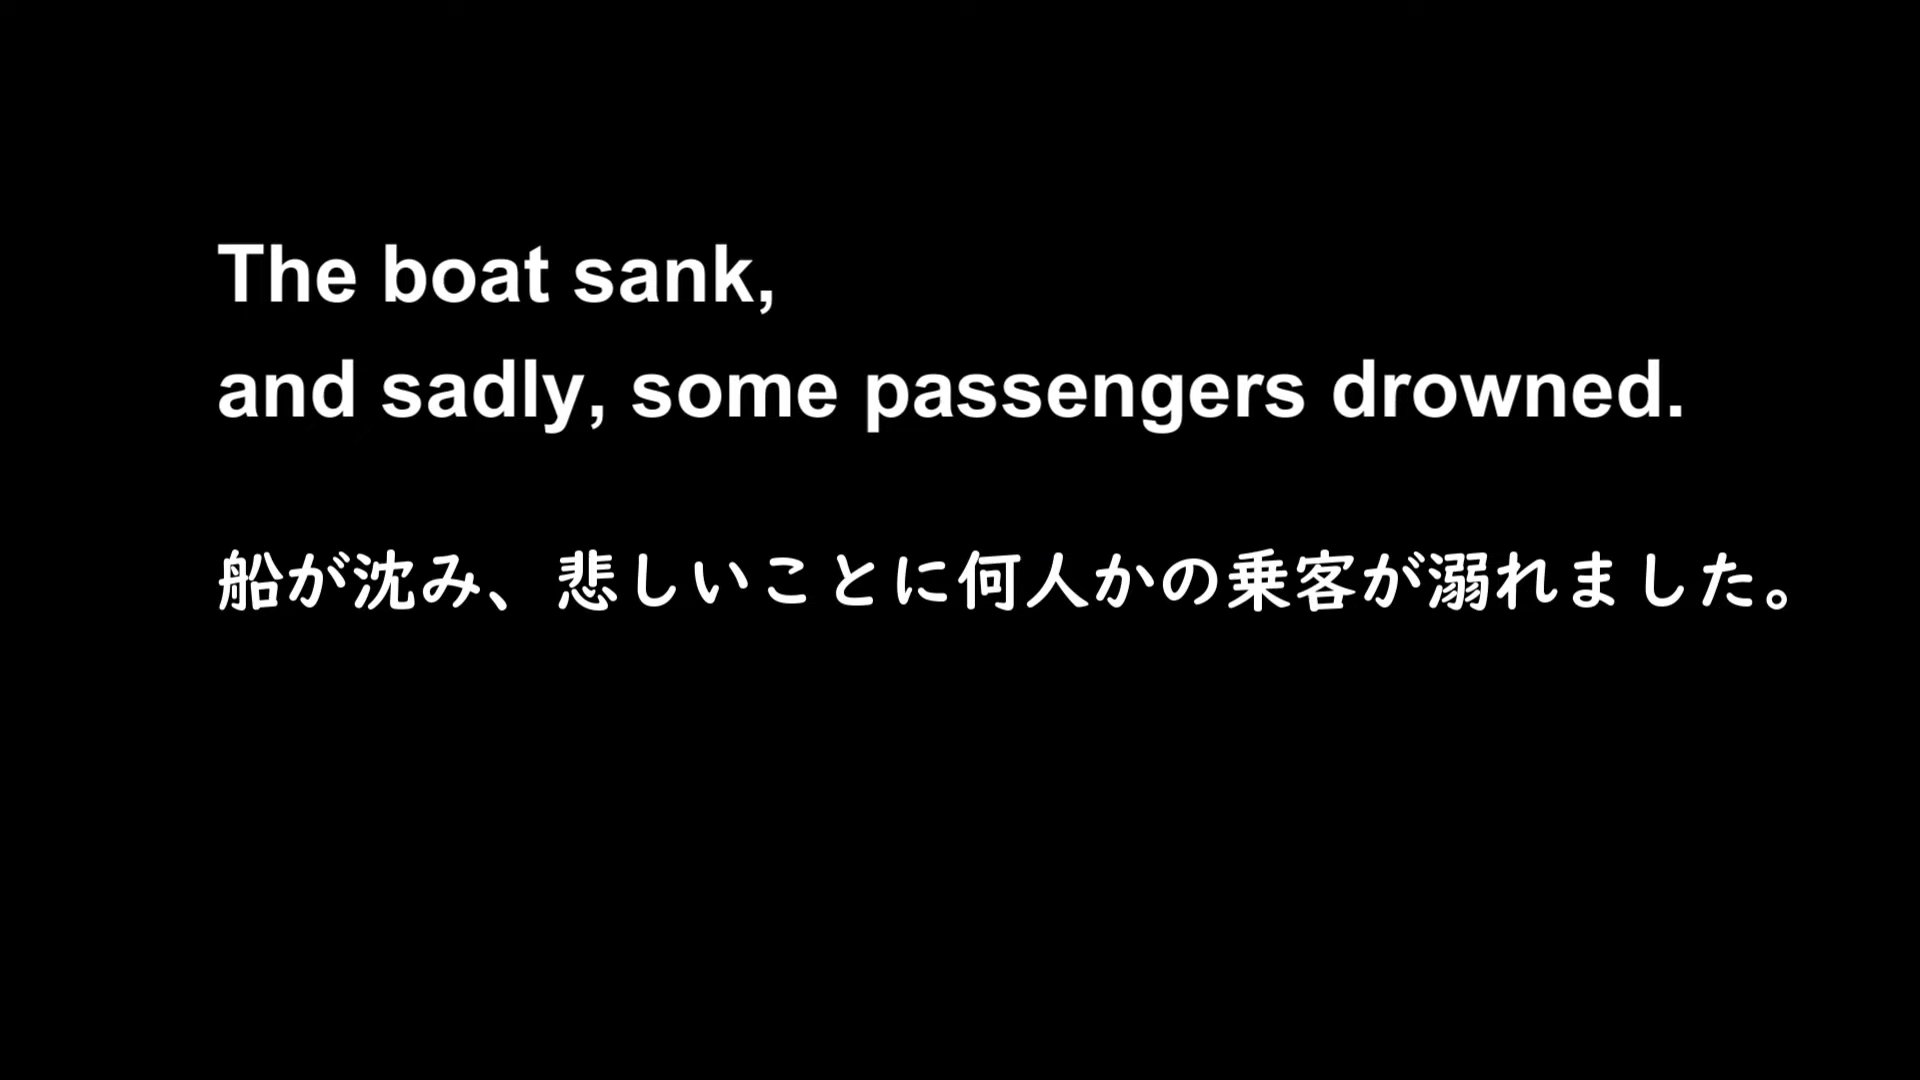 The boat sank,
and sadly, some passengers drowned.
船が沈み、悲しいことに何人かの乗客が溺れました。